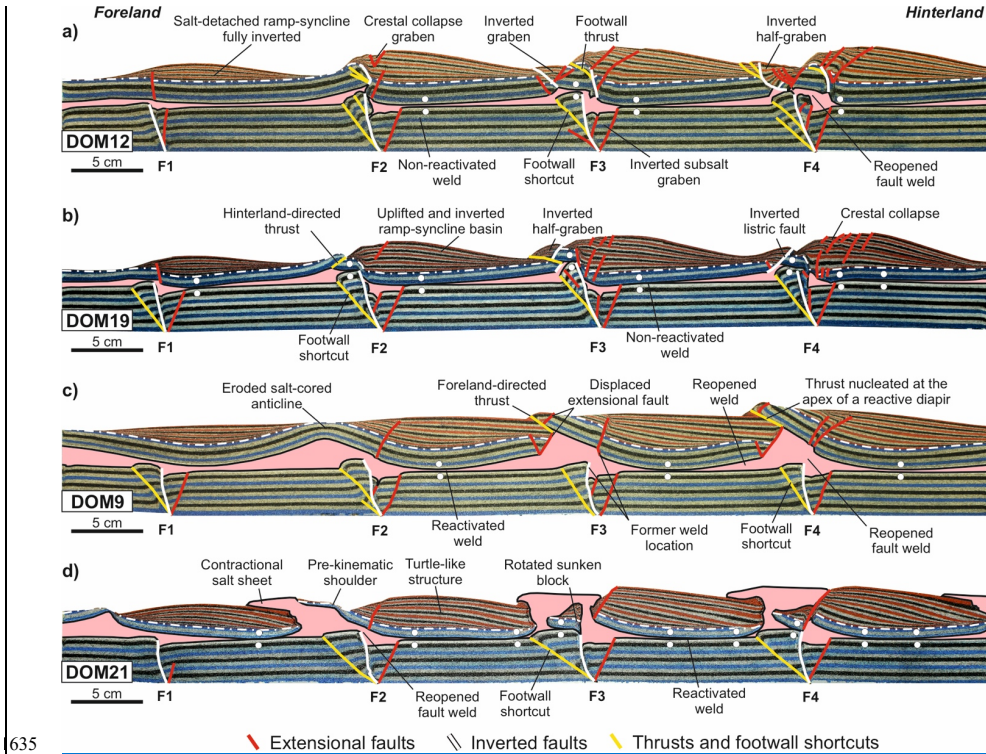 Foreland
Hinterland
a)
Salt-detached ramp-syncline
fully inverted
Crestal collapse
graben
Inverted
graben
Footwall
thrust
Inverted
half-graben
DOM12
5 cm
F1
F2
Non-reactivated
weld
Footwall
shortcut
F3
Inverted subsalt
graben
F4
Reopened
fault weld
b)
Hinterland-directed
thrust
Uplifted and inverted
ramp-syncline basin
Inverted
half-graben
Inverted
listric fault
Crestal collapse
DOM19
5 cm
F1
Footwall
shortcut
F2
F3
Non-reactivated
weld
F4
c)
Eroded salt-cored
anticline
Foreland-directed
thrust
Displaced
extensional fault
Reopened
weld
Thrust nucleated at the
apex of a reactive diapir
DOM9
5 cm
F1
F2
Reactivated
weld
F3
Former weld
location
Footwall
shortcut
F4
Reopened
fault weld
d)
Contractional
salt sheet
Pre-kinematic
shoulder
Turtle-like
structure
Rotated sunken
block
DOM21
5 cm
F1
F2
Reopened
fault weld
Footwall
shortcut
F3
Reactivated
weld
F4
635
Extensional faults
Inverted faults
Thrusts and footwall shortcuts